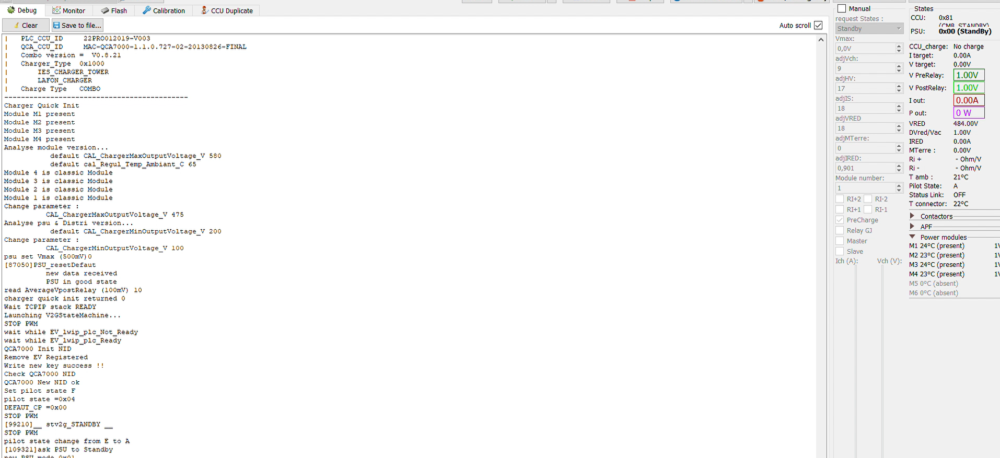 Debug
Monitor
Flash
Calibration
CCU Duplicate
Clear
Save to file...
Auto scroll
|   PLC_CCU_ID     22PRO012019-V003
|   QCA_CCU_ID     MAC-QCA7000-1.1.0.727-02-20130826-FINAL
|   Combo version =  V0.8.21
|   Charger_Type  0x1000
|       IES_CHARGER_TOWER
|       LAFON_CHARGER
|   Charge Type   COMBO
--------------------------------------------
Charger Quick Init
Module M1 present
Module M2 present
Module M3 present
Module M4 present
Analyse module version...
default CAL_ChargerMaxOutputVoltage_V 580
default cal_Regul_Temp_Ambiant_C 65
Module 4 is classic Module
Module 3 is classic Module
Module 2 is classic Module
Module 1 is classic Module
Change parameter :
CAL_ChargerMaxOutputVoltage_V 475
Analyse psu & Distri version...
default CAL_ChargerMinOutputVoltage_V 200
Change parameter :
CAL_ChargerMinOutputVoltage_V 100
psu set Vmax (500mV)0
[87050]PSU_resetDefaut
new data received
PSU in good state
read AverageVpostRelay (100mV) 10
charger quick init returned 0
Wait TCPIP stack READY
Launching V2GStateMachine...
STOP PWM
wait while EV_lwip_plc_Not_Ready
wait while EV_lwip_plc_Ready
QCA7000 Init NID
Remove EV Registered
Write new key success !!
Check QCA7000 NID
QCA7000 New NID ok
Set pilot state F
pilot state =0x04
DEFAUT_CP =0x00
STOP PWM
[99210]__ stv2g_STANDBY __
STOP PWM
pilot state change from E to A
[109321]ask PSU to Standby
new PSU mode 0x01
Manual
request States :
Standby
Vmax:
0,0V
adjVch:
9
adjHV:
17
adjIS:
18
adjVRED
18
adjMTerre:
0
adjIRED:
0,901
Module number:
1
RI+2 RI-2
RI+1 RI-1
PreCharge
Relay GJ
Master
Slave
Ich (A): Vch (V):
States
CCU: 0x81
(CMB_STANDBY)
PSU: 0x00 (StandBy)
CCU_charge: No charge
I target: 0.00A
V target: 0.00V
V PreRelay: 1.00V
V PostRelay: 1.00V
I out: 0.00A
P out: 0 W
VRED 484.00V
DVred/Vac 1.00V
IRED 0.00A
MTerre : 0.00V
Ri + - Ohm/V
Ri - - Ohm/V
T amb : 21°C
Pilot State: A
Status Link: OFF
T connector: 22°C
Contactors
APF
Power modules
M1 24°C (present) 1V
M2 23°C (present) 1V
M3 24°C (present) 1V
M4 23°C (present) 1V
M5 0°C (absent)
M6 0°C (absent)